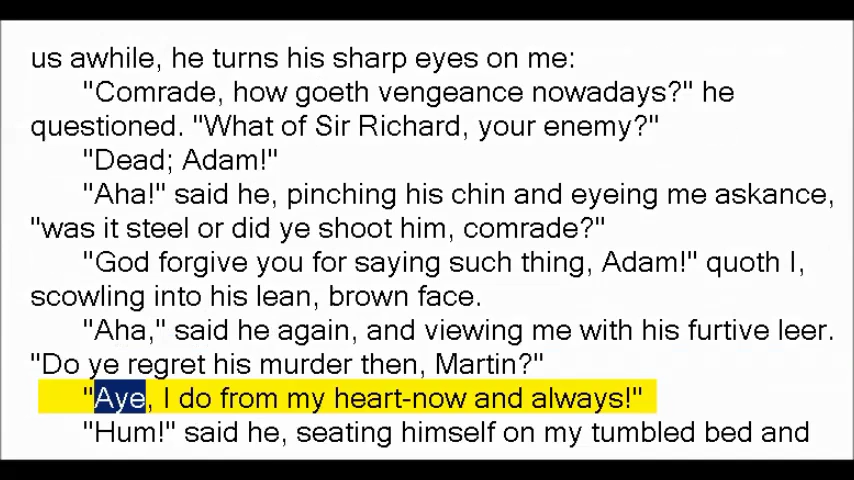 us awhile, he turns his sharp eyes on me:
"Comrade, how goeth vengeance nowadays?" he
questioned. "What of Sir Richard, your enemy?"
"Dead; Adam!"
"Aha!" said he, pinching his chin and eyeing me askance,
"was it steel or did ye shoot him, comrade?"
"God forgive you for saying such thing, Adam!" quoth I,
scowling into his lean, brown face.
"Aha," said he again, and viewing me with his furtive leer.
"Do ye regret his murder then, Martin?"
"Aye, I do from my heart-now and always!"
"Hum!" said he, seating himself on my tumbled bed and